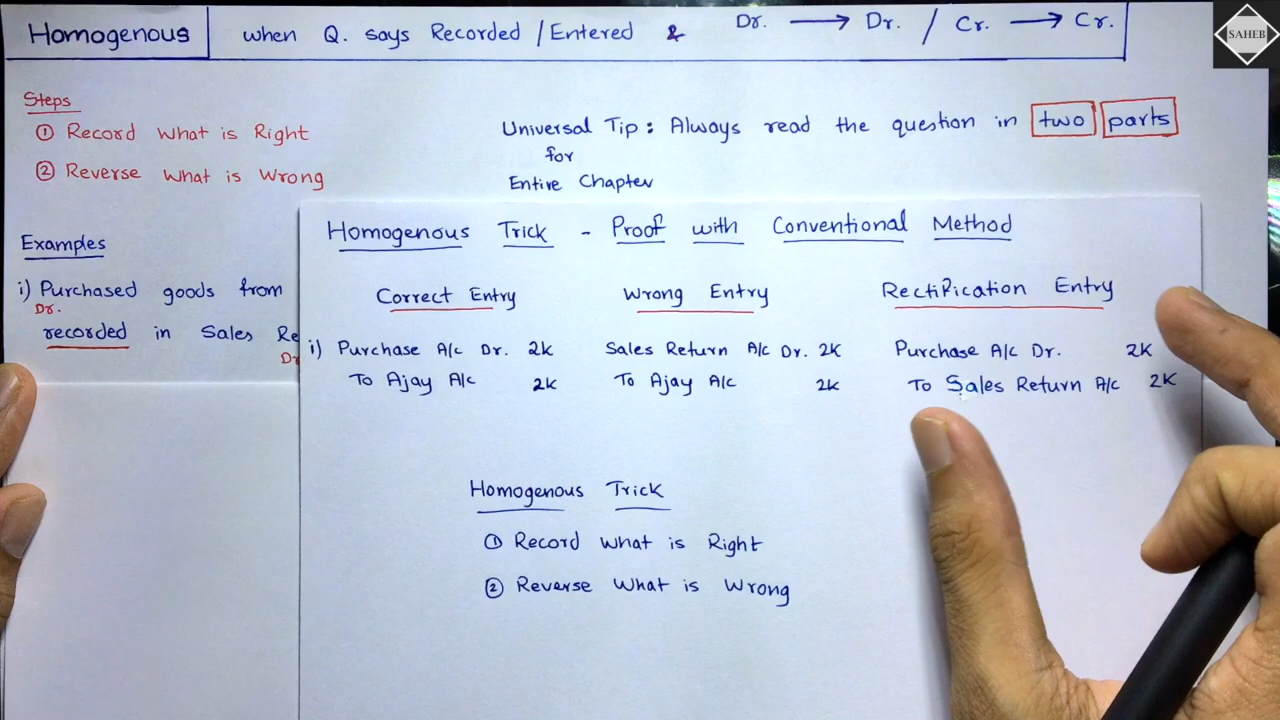 Homogenous when Q. says Recorded / Entered & Dr. → Dr. / Cr. → Cr.
SAHEB
Steps
① Record what is Right
② Reverse what is Wrong
Universal Tip : Always read the question in two parts
for
Entire Chapter
Examples
i) Purchased goods from
Dr.
recorded in Sales Re
Dr
Homogenous Trick - Proof with Conventional Method
Correct Entry Wrong Entry Rectification Entry
i) Purchase A/c Dr. 2K Sales Return A/c Dr. 2K Purchase A/c Dr. 2K
To Ajay A/c 2K To Ajay A/c 2K To Sales Return A/c 2K
Homogenous Trick
① Record what is Right
② Reverse What is Wrong